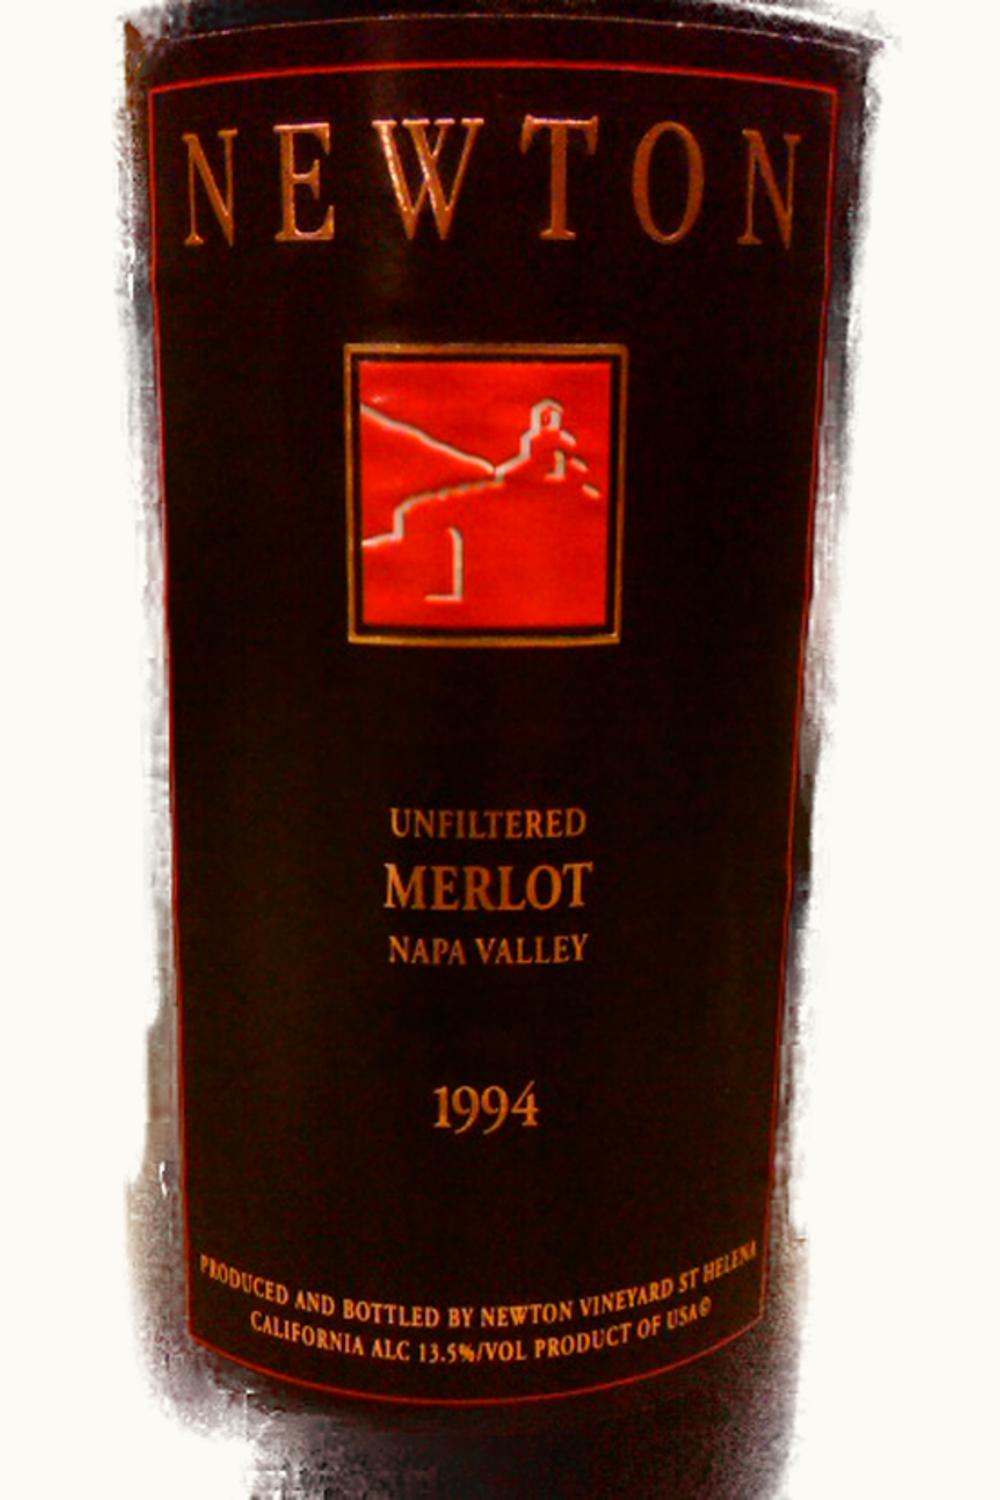 NEWTON
UNFILTERED
MERLOT
NAPA VALLEY
1994
PRODUCED AND BOTTLED BY NEWTON VINEYARD ST HELENA
CALIFORNIA ALC 13.5%/VOL PRODUCT OF USA©